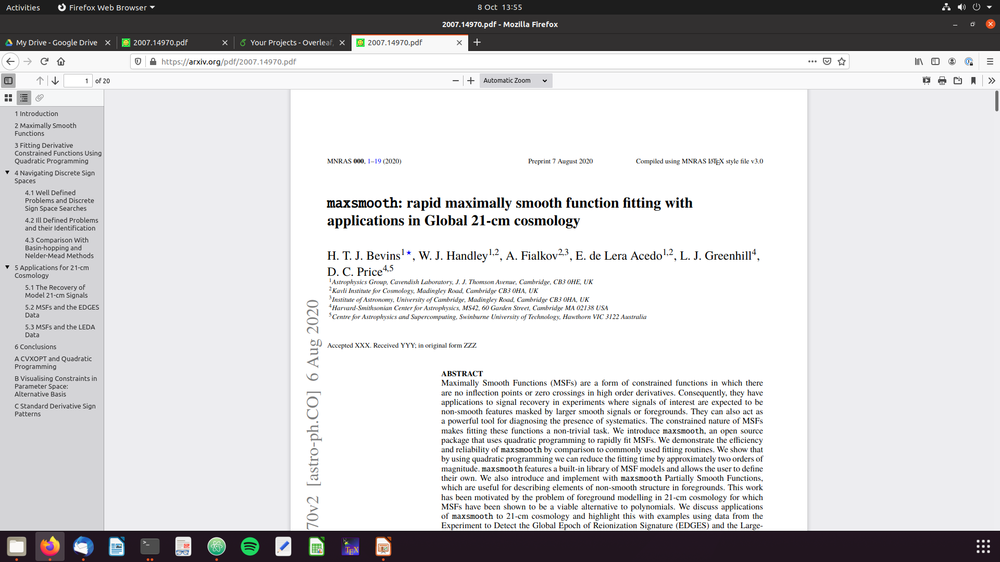 Activities
Firefox Web Browser
8 Oct 13:55
2007.14970.pdf - Mozilla Firefox
My Drive - Google Drive
2007.14970.pdf
Your Projects - Overleaf,
2007.14970.pdf
https://arxiv.org/pdf/2007.14970.pdf
1
of 20
Automatic Zoom
1 Introduction
2 Maximally Smooth
Functions
3 Fitting Derivative
Constrained Functions Using
Quadratic Programming
4 Navigating Discrete Sign
Spaces
4.1 Well Defined
Problems and Discrete
Sign Space Searches
4.2 Ill Defined Problems
and their Identification
4.3 Comparison With
Basin-hopping and
Nelder-Mead Methods
5 Applications for 21-cm
Cosmology
5.1 The Recovery of
Model 21-cm Signals
5.2 MSFs and the EDGES
Data
5.3 MSFs and the LEDA
Data
6 Conclusions
A CVXOPT and Quadratic
Programming
B Visualising Constraints in
Parameter Space:
Alternative Basis
C Standard Derivative Sign
Patterns
MNRAS 000, 1–19 (2020)
Preprint 7 August 2020
Compiled using MNRAS LATEX style file v3.0
maxsmooth: rapid maximally smooth function fitting with
applications in Global 21-cm cosmology
H. T. J. Bevins1★, W. J. Handley1,2, A. Fialkov2,3, E. de Lera Acedo1,2, L. J. Greenhill4,
D. C. Price4,5
1Astrophysics Group, Cavendish Laboratory, J. J. Thomson Avenue, Cambridge, CB3 0HE, UK
2Kavli Institute for Cosmology, Madingley Road, Cambridge CB3 0HA, UK
3Institute of Astronomy, University of Cambridge, Madingley Road, Cambridge CB3 0HA, UK
4Harvard-Smithsonian Center for Astrophysics, MS42, 60 Garden Street, Cambridge MA 02138 USA
5Centre for Astrophysics and Supercomputing, Swinburne University of Technology, Hawthorn VIC 3122 Australia
Accepted XXX. Received YYY; in original form ZZZ
70v2 [astro-ph.CO] 6 Aug 2020
ABSTRACT
Maximally Smooth Functions (MSFs) are a form of constrained functions in which there
are no inflection points or zero crossings in high order derivatives. Consequently, they have
applications to signal recovery in experiments where signals of interest are expected to be
non-smooth features masked by larger smooth signals or foregrounds. They can also act as
a powerful tool for diagnosing the presence of systematics. The constrained nature of MSFs
makes fitting these functions a non-trivial task. We introduce maxsmooth, an open source
package that uses quadratic programming to rapidly fit MSFs. We demonstrate the efficiency
and reliability of maxsmooth by comparison to commonly used fitting routines. We show that
by using quadratic programming we can reduce the fitting time by approximately two orders of
magnitude. maxsmooth features a built-in library of MSF models and allows the user to define
their own. We also introduce and implement with maxsmooth Partially Smooth Functions,
which are useful for describing elements of non-smooth structure in foregrounds. This work
has been motivated by the problem of foreground modelling in 21-cm cosmology for which
MSFs have been shown to be a viable alternative to polynomials. We discuss applications
of maxsmooth to 21-cm cosmology and highlight this with examples using data from the
Experiment to Detect the Global Epoch of Reionization Signature (EDGES) and the Large-
TEX